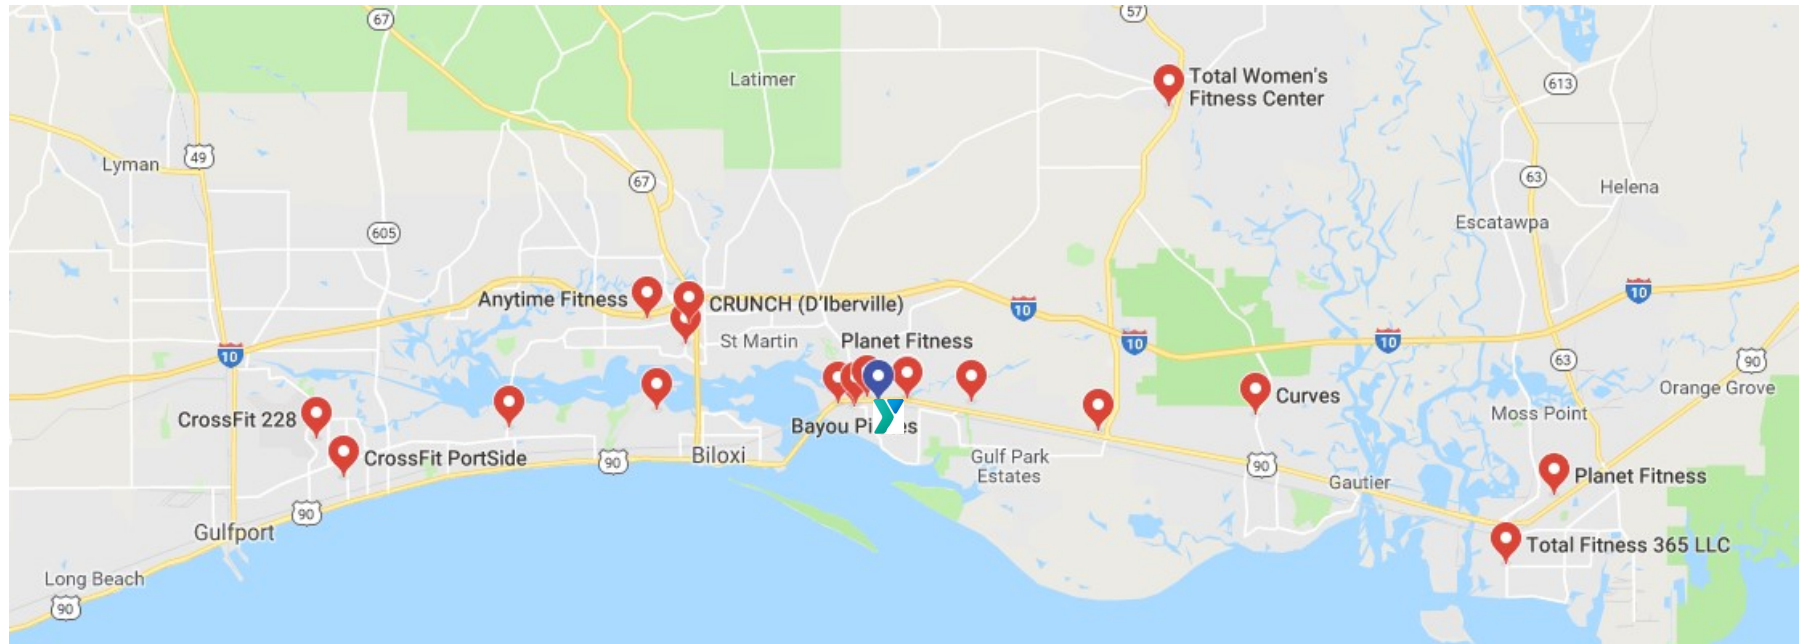 67
57
Latimer
Total Women's
Fitness Center
613
Lyman
49
67
63
Helena
Escatawpa
605
10
Anytime Fitness
CRUNCH (D'Iberville)
10
St Martin
Planet Fitness
10
10
10
63
90
Orange Grove
Curves
Moss Point
CrossFit 228
Bayou Pi
es
CrossFit PortSide
90
Biloxi
Gulf Park
Estates
90
Gautier
Planet Fitness
90
Gulfport
Total Fitness 365 LLC
Long Beach
90